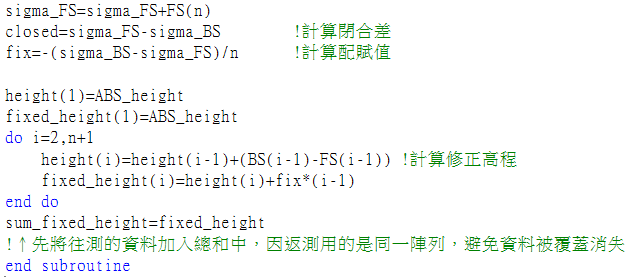 sigma_FS=sigma_FS+FS(n)
closed=sigma_FS-sigma_BS !計算閉合差
fix=-(sigma_BS-sigma_FS)/n !計算配賦值
height(1)=ABS_height
fixed_height(1)=ABS_height
do i=2,n+1
height(i)=height(i-1)+(BS(i-1)-FS(i-1)) !計算修正高程
fixed_height(i)=height(i)+fix*(i-1)
end do
sum_fixed_height=fixed_height
!↑先將往測的資料加入總和中，因返測用的是同一陣列，避免資料被覆蓋消失
end subroutine